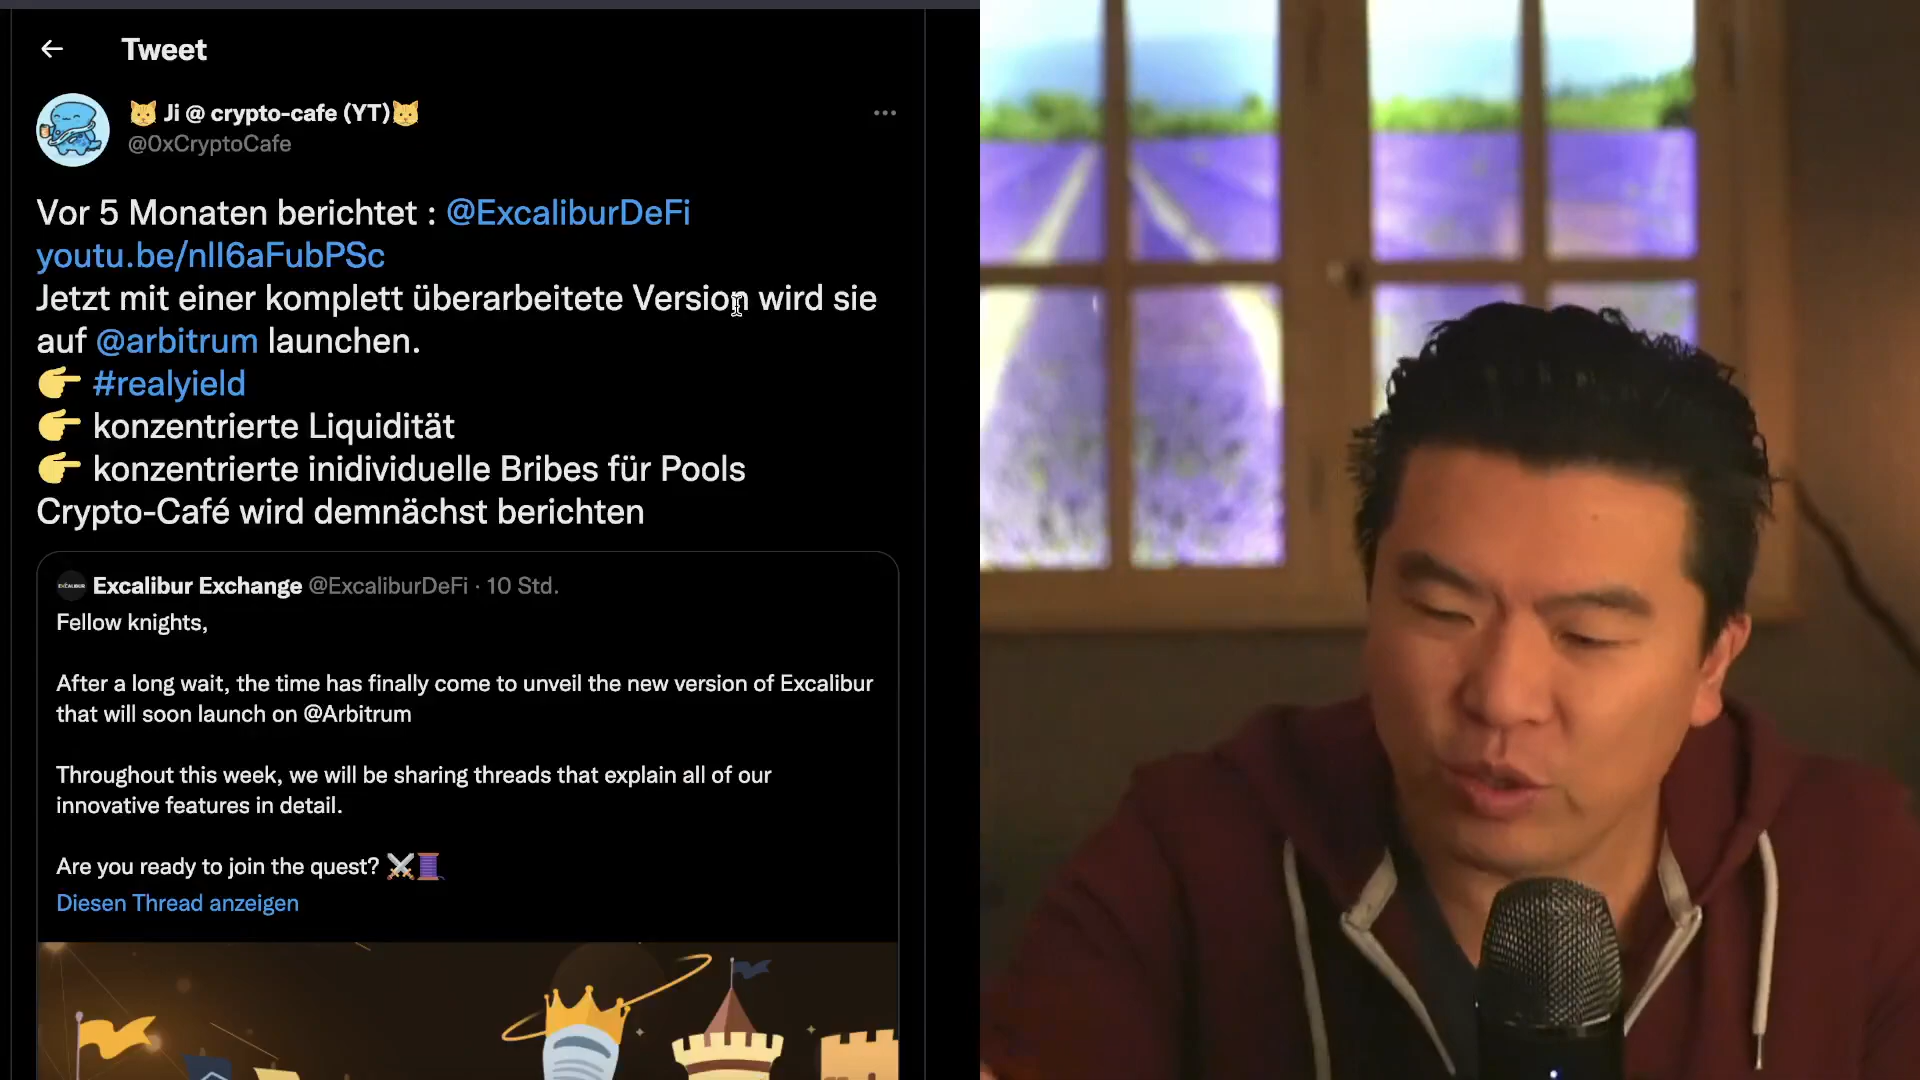 Tweet
Ji @ crypto-cafe (YT)
@0xCryptoCafe
Vor 5 Monaten berichtet : @ExcaliburDeFi
youtu.be/nlI6aFubPSc
Jetzt mit einer komplett überarbeitete Version wird sie
auf @arbitrum launchen.
👉 #realyield
👉 konzentrierte Liquidität
👉 konzentrierte inidividuelle Bribes für Pools
Crypto-Café wird demnächst berichten
EXCALIBUR
Excalibur Exchange @ExcaliburDeFi · 10 Std.
Fellow knights,
After a long wait, the time has finally come to unveil the new version of Excalibur
that will soon launch on @Arbitrum
Throughout this week, we will be sharing threads that explain all of our
innovative features in detail.
Are you ready to join the quest? ⚔️🧵
Diesen Thread anzeigen